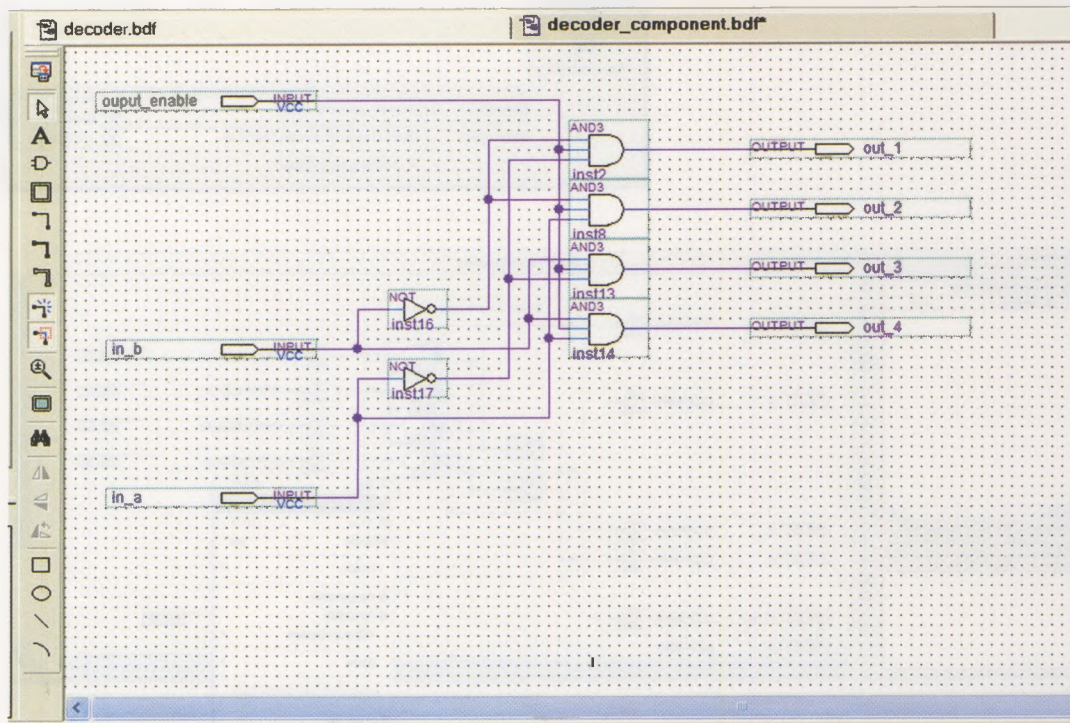 decoder.bdf
decoder_component.bdf*
ouput_enable
INPUT
VCC
AND3
inst2
OUTPUT
out_1
AND3
inst8
OUTPUT
out_2
AND3
inst13
OUTPUT
out_3
AND3
inst14
OUTPUT
out_4
NOT
inst16
in_b
INPUT
VCC
NOT
inst17
in_a
INPUT
VCC
A